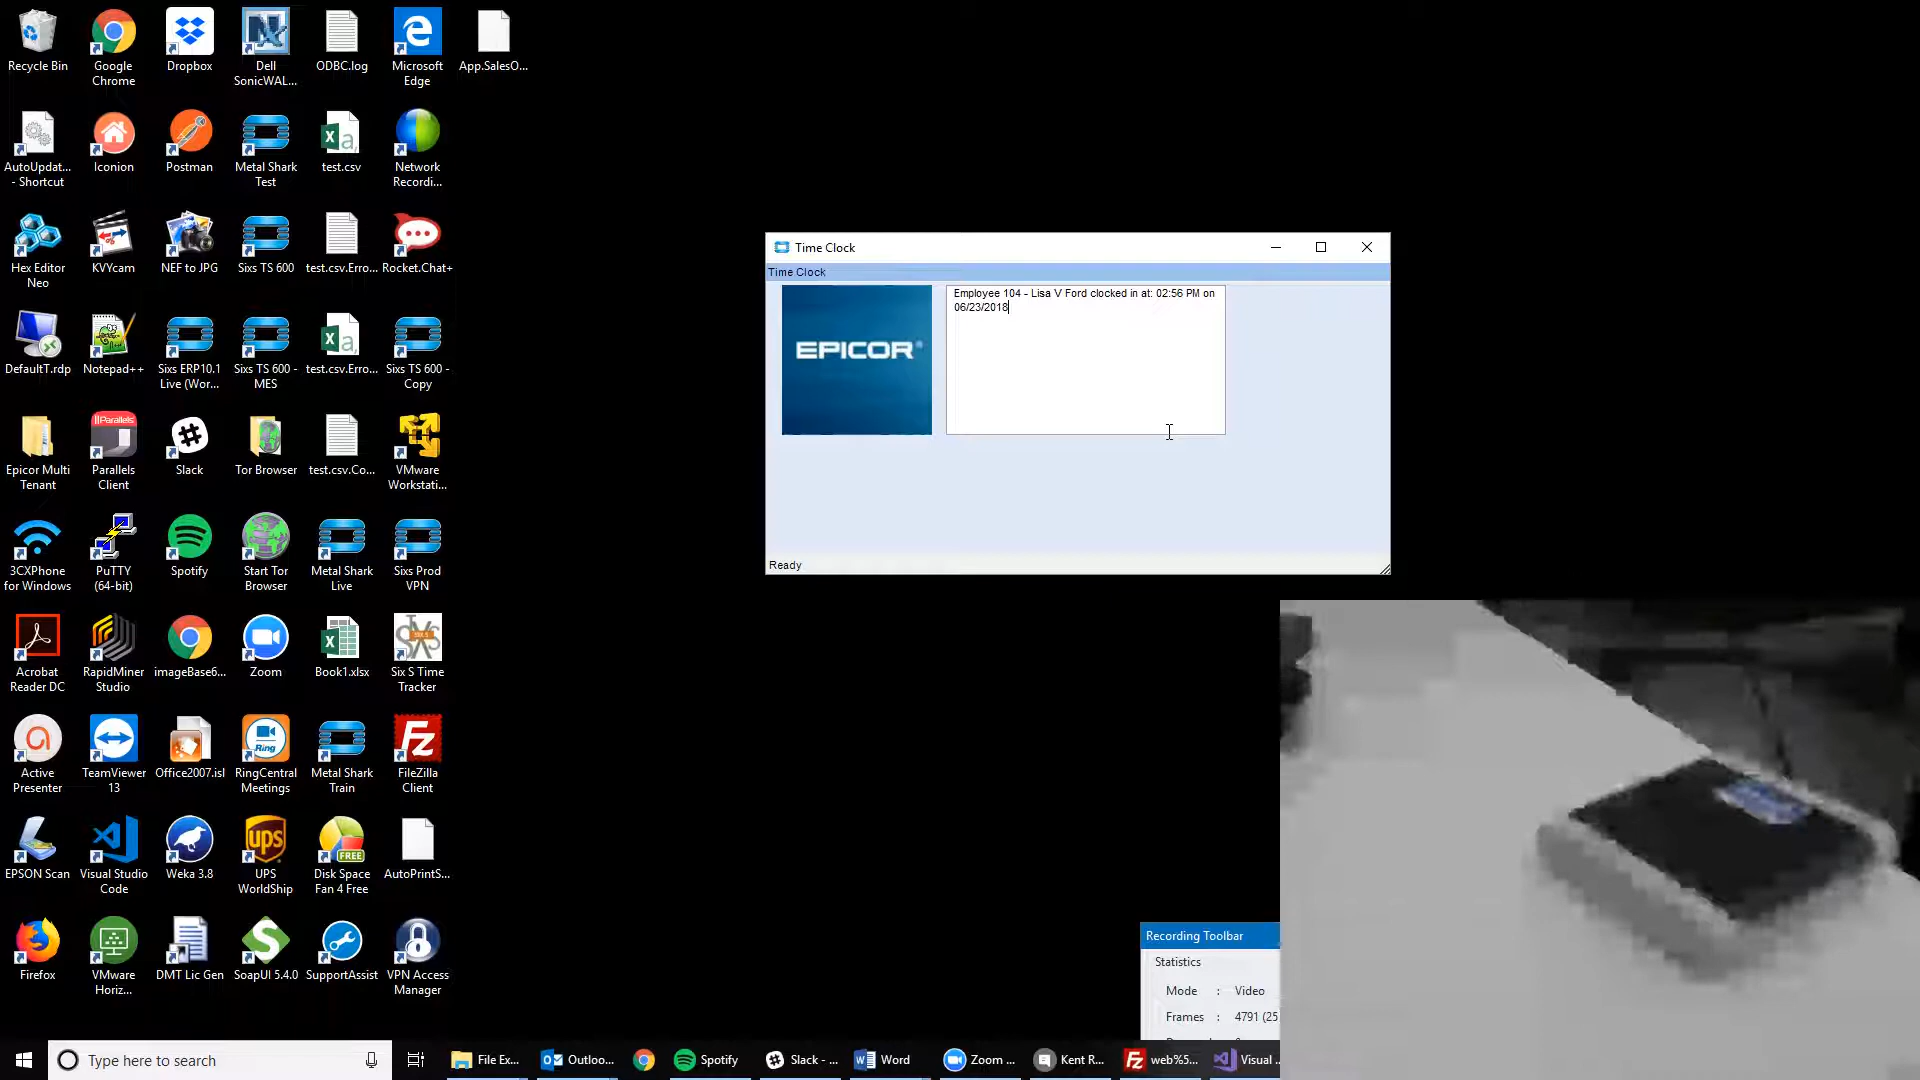 Recycle Bin
Google
Chrome
Dropbox
Dell
SonicWAL...
ODBC.log
Microsoft
Edge
App.SalesO...
AutoUpdat...
- Shortcut
Iconion
Postman
Metal Shark
Test
test.csv
Network
Recordi...
Hex Editor
Neo
KVYcam
NEF to JPG
Sixs TS 600
test.csv.Erro...
Rocket.Chat+
DefaultT.rdp
Notepad++
Sixs ERP10.1
Live (Wor...
Sixs TS 600 -
MES
test.csv.Erro...
Sixs TS 600
- Copy
Epicor Multi
Tenant
Parallels
Client
Slack
Tor Browser
test.csv.Co...
VMware
Workstati...
3CXPhone
for Windows
PuTTY
(64-bit)
Spotify
Start Tor
Browser
Metal Shark
Live
Sixs Prod
VPN
Acrobat
Reader DC
RapidMiner
Studio
imageBase6...
Zoom
Book1.xlsx
Six S Time
Tracker
Active
Presenter
TeamViewer
13
Office2007.isl
RingCentral
Meetings
Metal Shark
Train
FileZilla
Client
EPSON Scan
Visual Studio
Code
Weka 3.8
UPS
WorldShip
Disk Space
Fan 4 Free
AutoPrintS...
Firefox
VMware
Horiz...
DMT Lic Gen
SoapUI 5.4.0
SupportAssist
VPN Access
Manager
Time Clock
Time Clock
EPICOR®
Employee 104 - Lisa V Ford clocked in at: 02:56 PM on
06/23/2018
Ready
Recording Toolbar
Statistics
Mode : Video
Frames : 4791 (25
Type here to search
File Ex...
Outloo...
Spotify
Slack - ...
Word
Zoom ...
Kent R...
web%5...
Visual ...